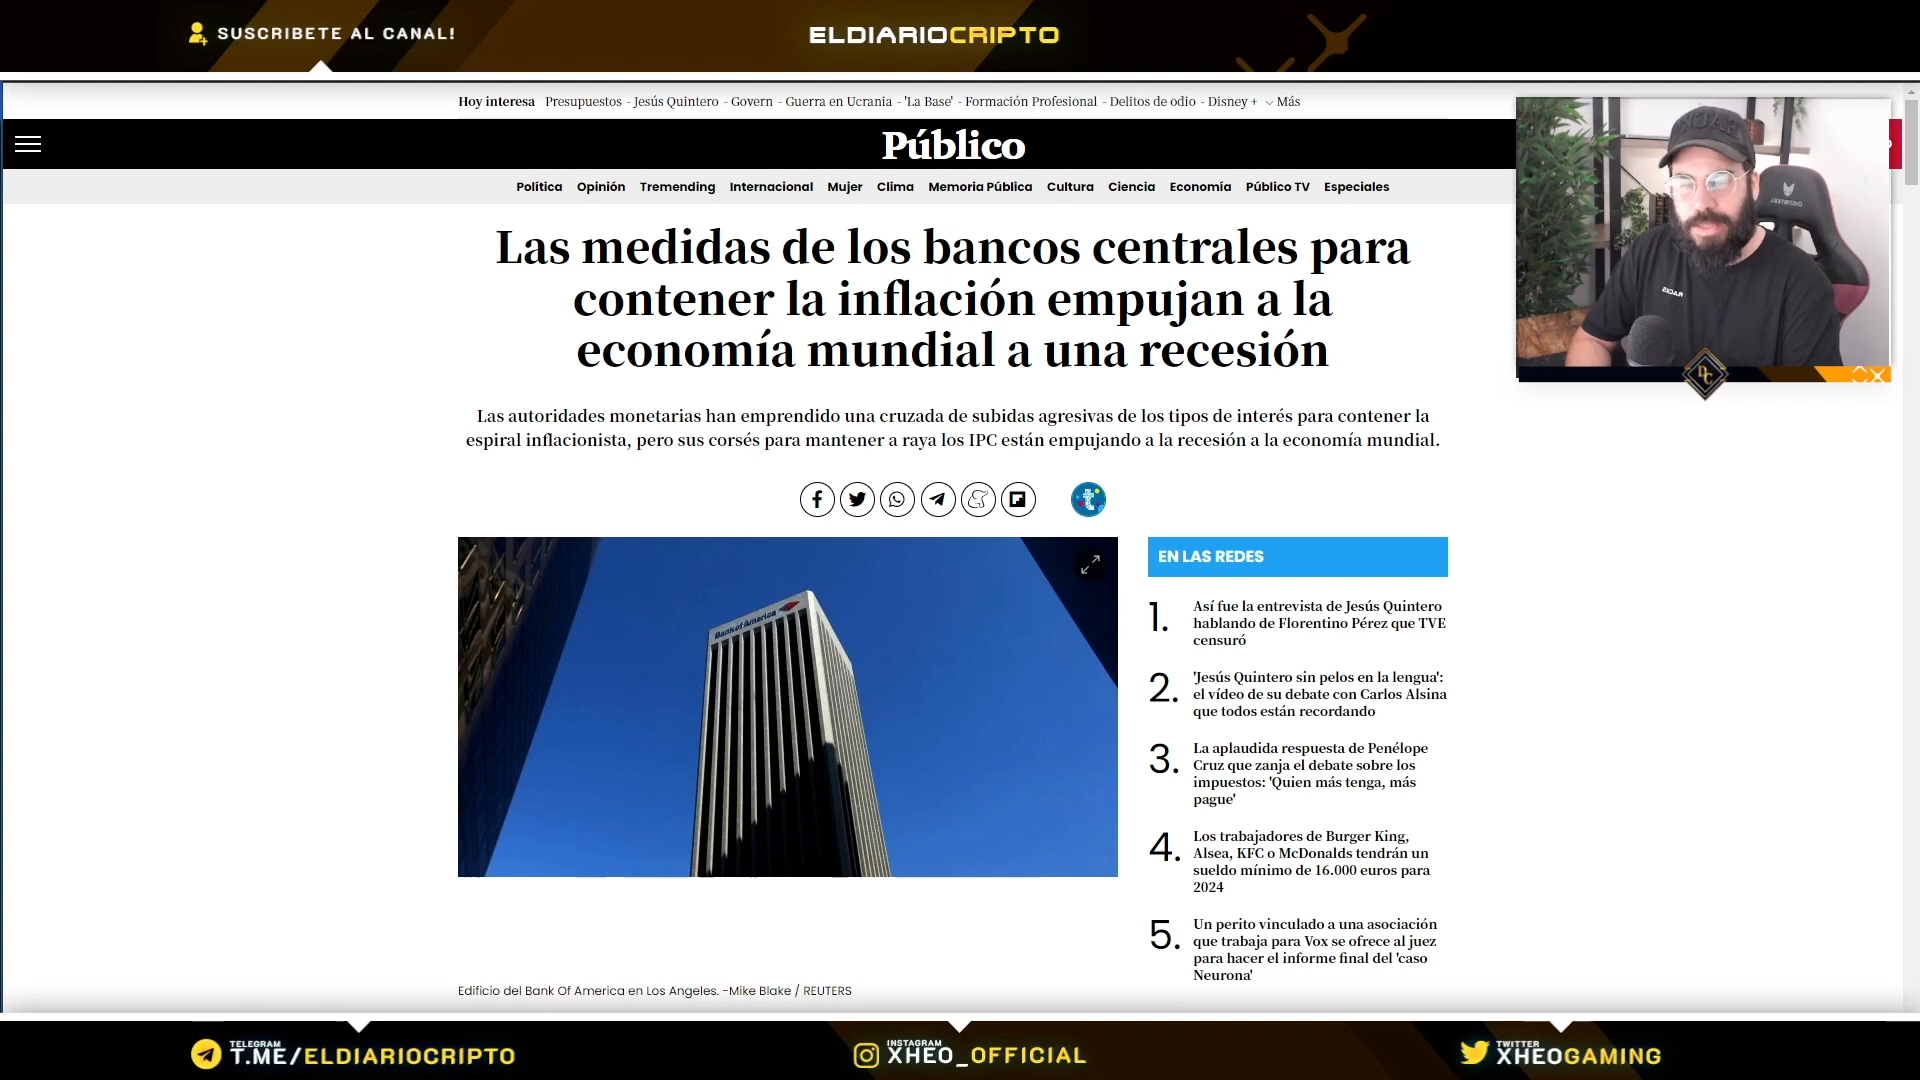 SUSCRIBETE AL CANAL!
ELDIARIOCRIPTO
Hoy interesa Presupuestos - Jesús Quintero - Govern - Guerra en Ucrania - 'La Base' - Formación Profesional - Delitos de odio - Disney + Más
Público
Política Opinión Tremending Internacional Mujer Clima Memoria Pública Cultura Ciencia Economía Público TV Especiales
Las medidas de los bancos centrales para
contener la inflación empujan a la
economía mundial a una recesión
Las autoridades monetarias han emprendido una cruzada de subidas agresivas de los tipos de interés para contener la
espiral inflacionista, pero sus corsés para mantener a raya los IPC están empujando a la recesión a la economía mundial.
Bank of America
EN LAS REDES
1. Así fue la entrevista de Jesús Quintero
hablando de Florentino Pérez que TVE
censuró
2. 'Jesús Quintero sin pelos en la lengua':
el vídeo de su debate con Carlos Alsina
que todos están recordando
3. La aplaudida respuesta de Penélope
Cruz que zanja el debate sobre los
impuestos: 'Quien más tenga, más
pague'
4. Los trabajadores de Burger King,
Alsea, KFC o McDonalds tendrán un
sueldo mínimo de 16.000 euros para
2024
5. Un perito vinculado a una asociación
que trabaja para Vox se ofrece al juez
para hacer el informe final del 'caso
Neurona'
Edificio del Bank Of America en Los Angeles. -Mike Blake / REUTERS
TELEGRAM
T.ME/ELDIARIOCRIPTO
INSTAGRAM
XHEO_OFFICIAL
TWITTER
XHEOGAMING